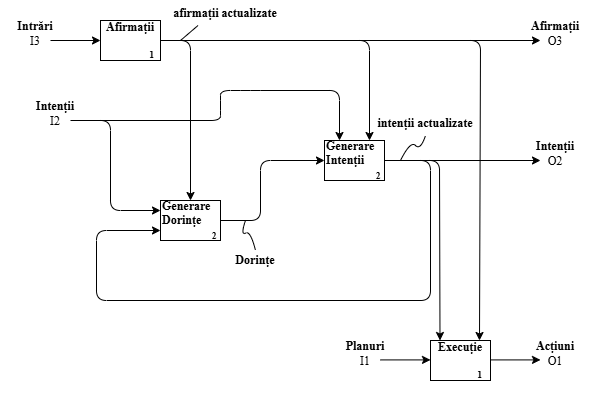 afirmații actualizate
Intrări
I3
Afirmații
1
Afirmații
O3
Intenții
I2
intenții actualizate
Generare
Intenții
2
Intenții
O2
Generare
Dorințe
2
Dorințe
Planuri
I1
Execuție
1
Acțiuni
O1